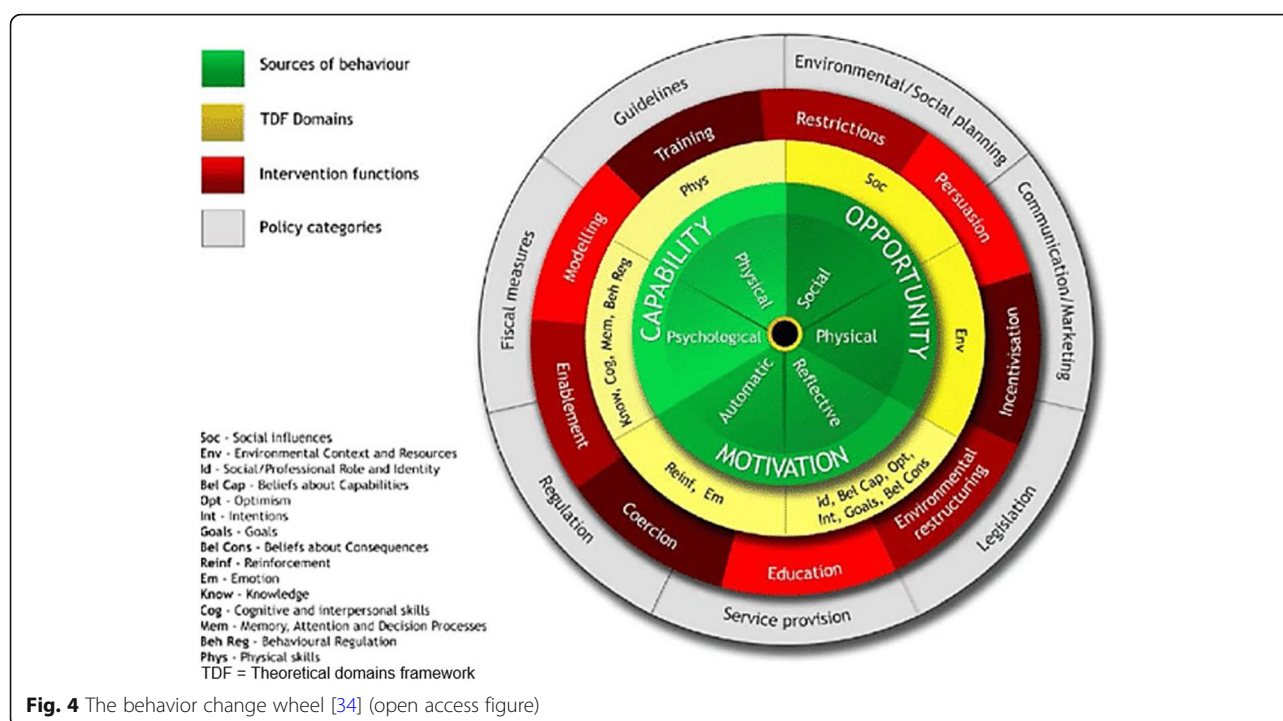 Sources of behaviour
TDF Domains
Intervention functions
Policy categories
Guidelines
Environmental/Social planning
Communication/Marketing
Legislation
Service provision
Regulation
Fiscal measures
Training
Restrictions
Persuasion
Incentivisation
Environmental
restructuring
Education
Coercion
Enablement
Modelling
Phys
Soc
Env
Id, Bel Cap, Opt,
Int, Goals, Bel Cons
Reinf, Em
Know, Cog, Mem, Beh Reg
CAPABILITY
OPPORTUNITY
MOTIVATION
Physical
Social
Psychological
Physical
Automatic
Reflective
Soc - Social Influences
Env - Environmental Context and Resources
Id - Social/Professional Role and Identity
Bel Cap - Beliefs about Capabilities
Opt - Optimism
Int - Intentions
Goals - Goals
Bel Cons - Beliefs about Consequences
Reinf - Reinforcement
Em - Emotion
Know - Knowledge
Cog - Cognitive and interpersonal skills
Mem - Memory, Attention and Decision Processes
Beh Reg - Behavioural Regulation
Phys - Physical skills
TDF = Theoretical domains framework
Fig. 4 The behavior change wheel [34] (open access figure)